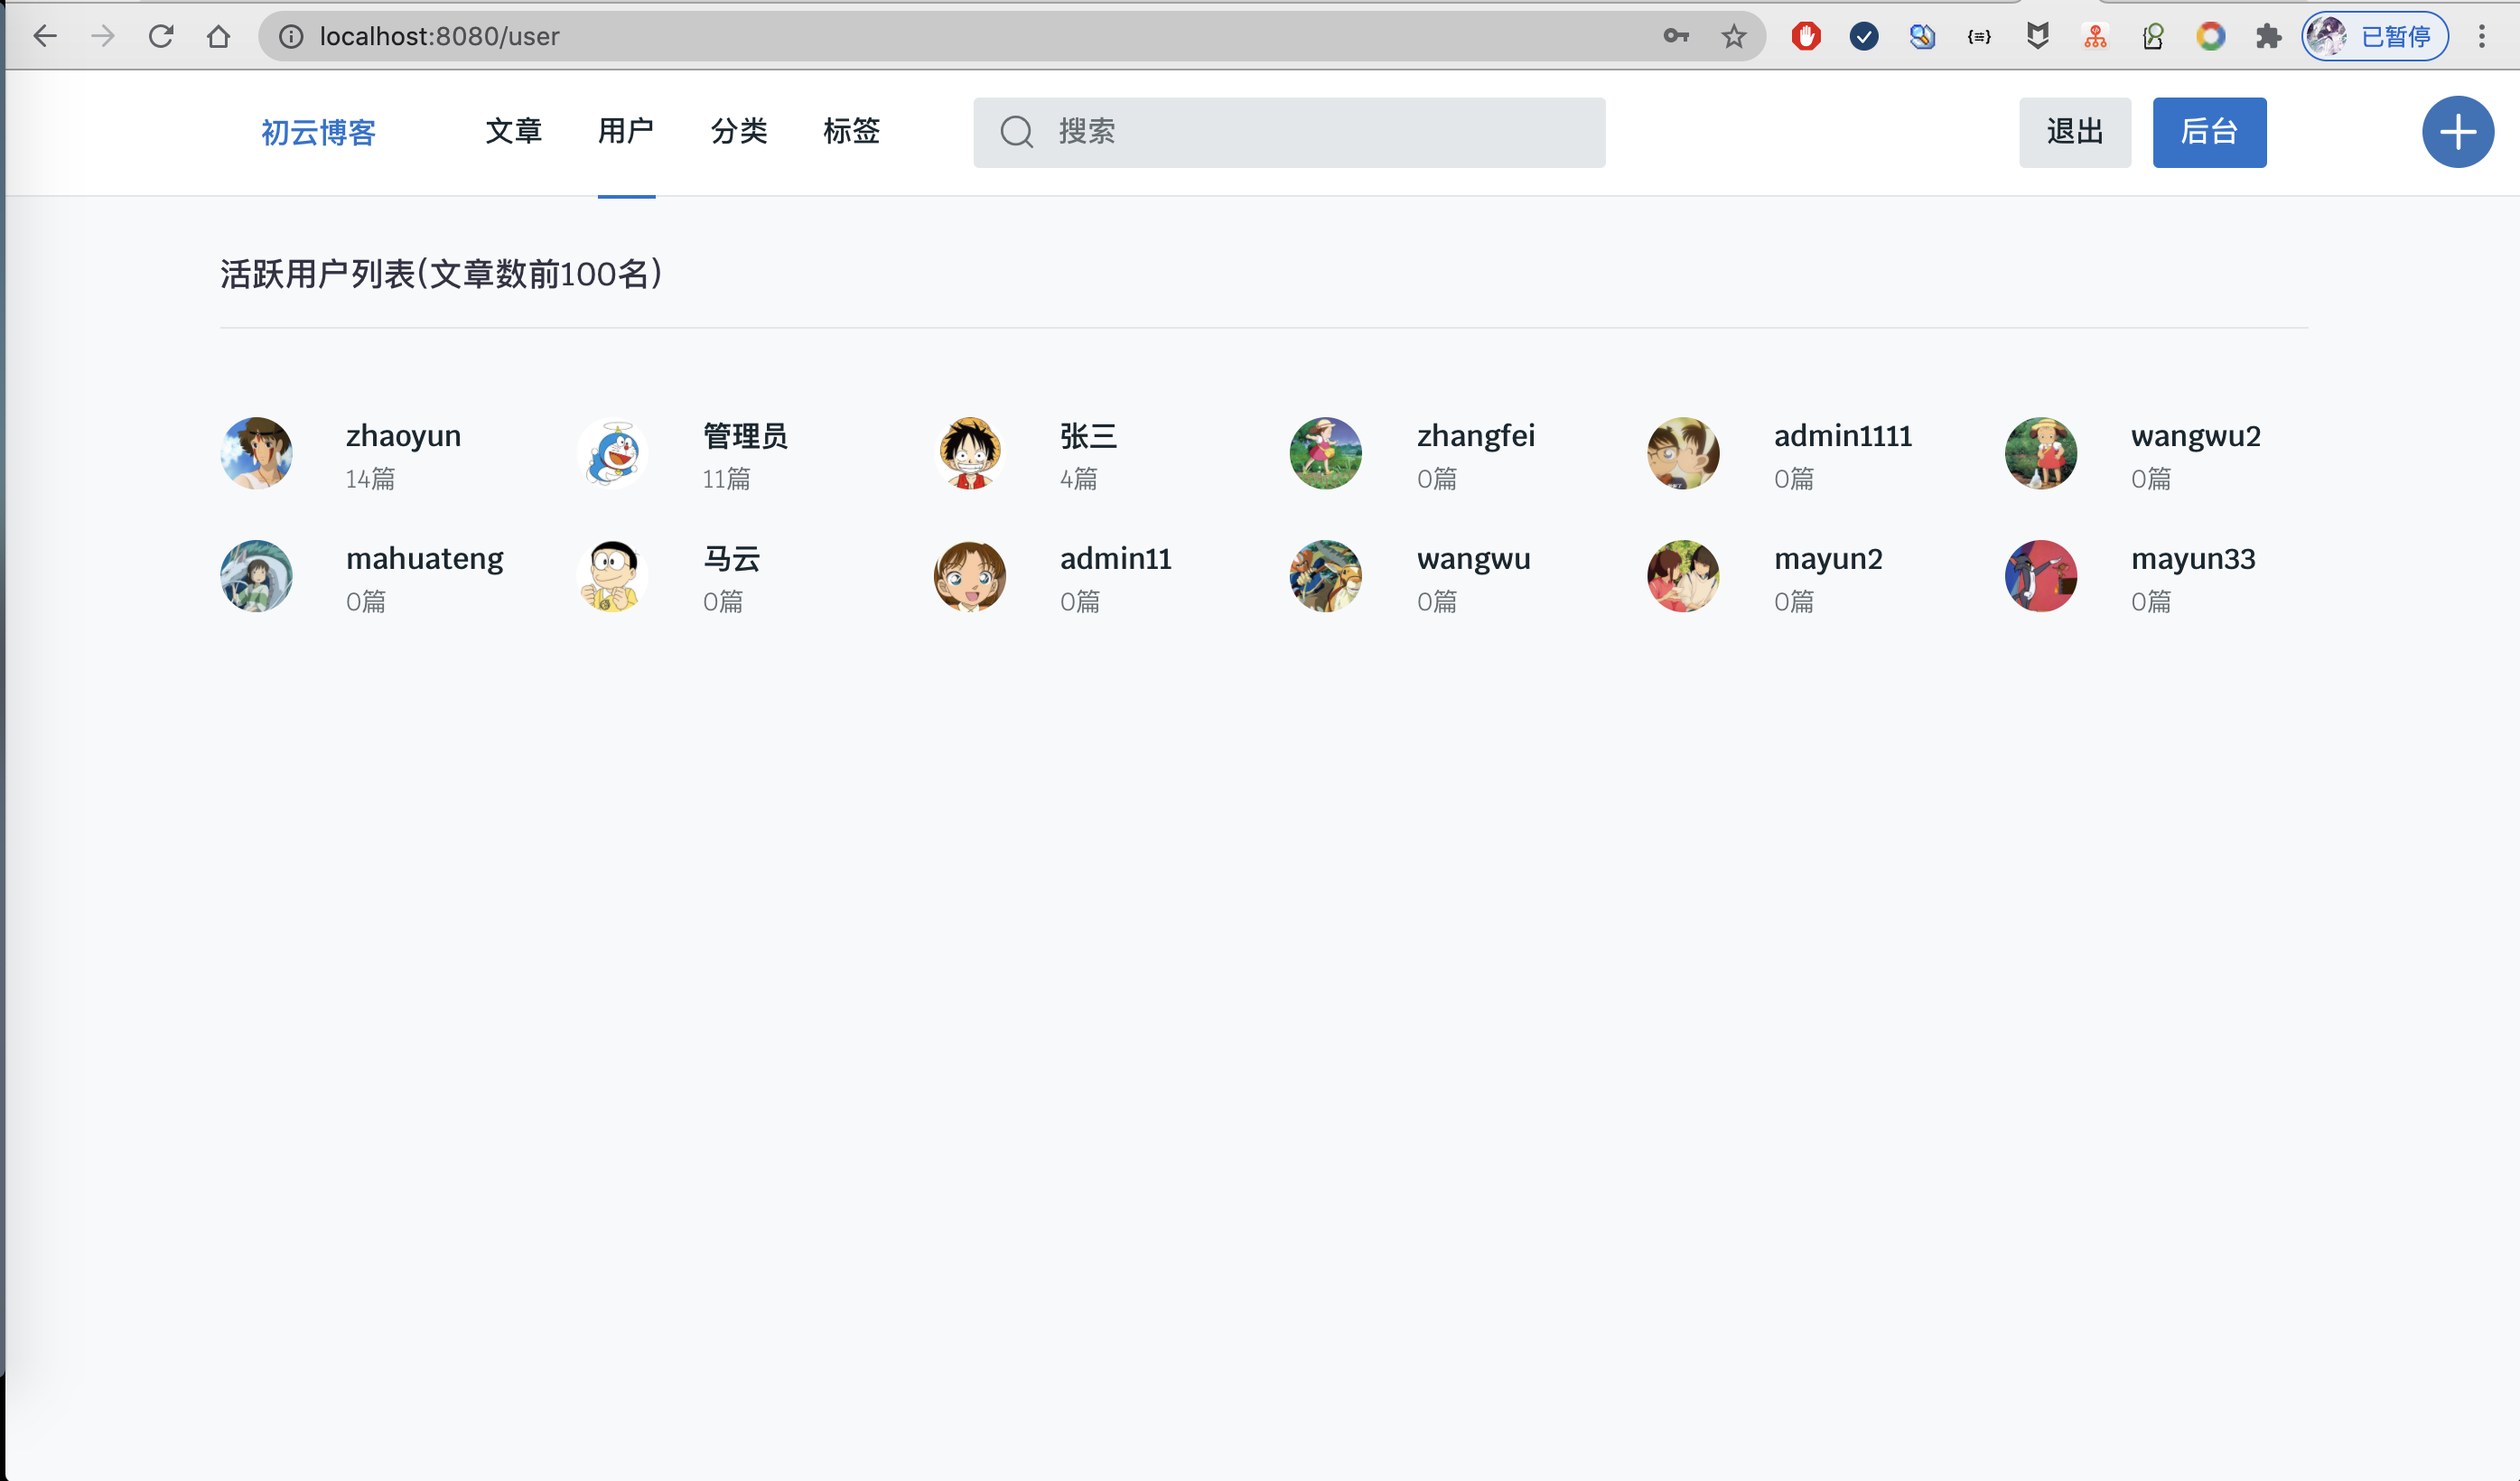 localhost:8080/user
已暂停
初云博客 文章 用户 分类 标签 搜索 退出 后台
活跃用户列表(文章数前100名)
zhaoyun 管理员 张三 zhangfei admin1111 wangwu2
14篇 11篇 4篇 0篇 0篇 0篇
mahuateng 马云 admin11 wangwu mayun2 mayun33
0篇 0篇 0篇 0篇 0篇 0篇